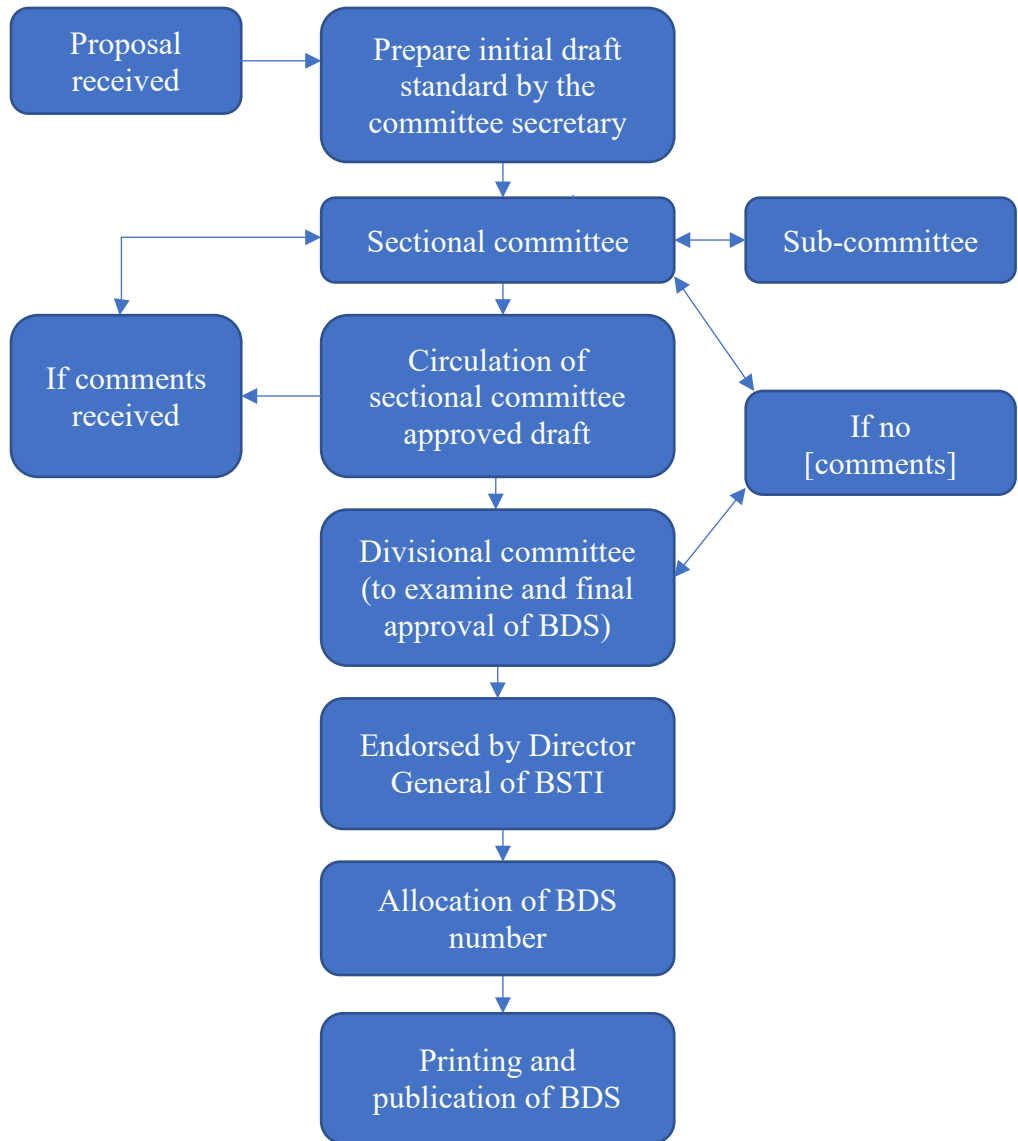 Proposal
received
Prepare initial draft
standard by the
committee secretary
Sectional committee
Sub-committee
If comments
received
Circulation of
sectional committee
approved draft
If no
[comments]
Divisional committee
(to examine and final
approval of BDS)
Endorsed by Director
General of BSTI
Allocation of BDS
number
Printing and
publication of BDS